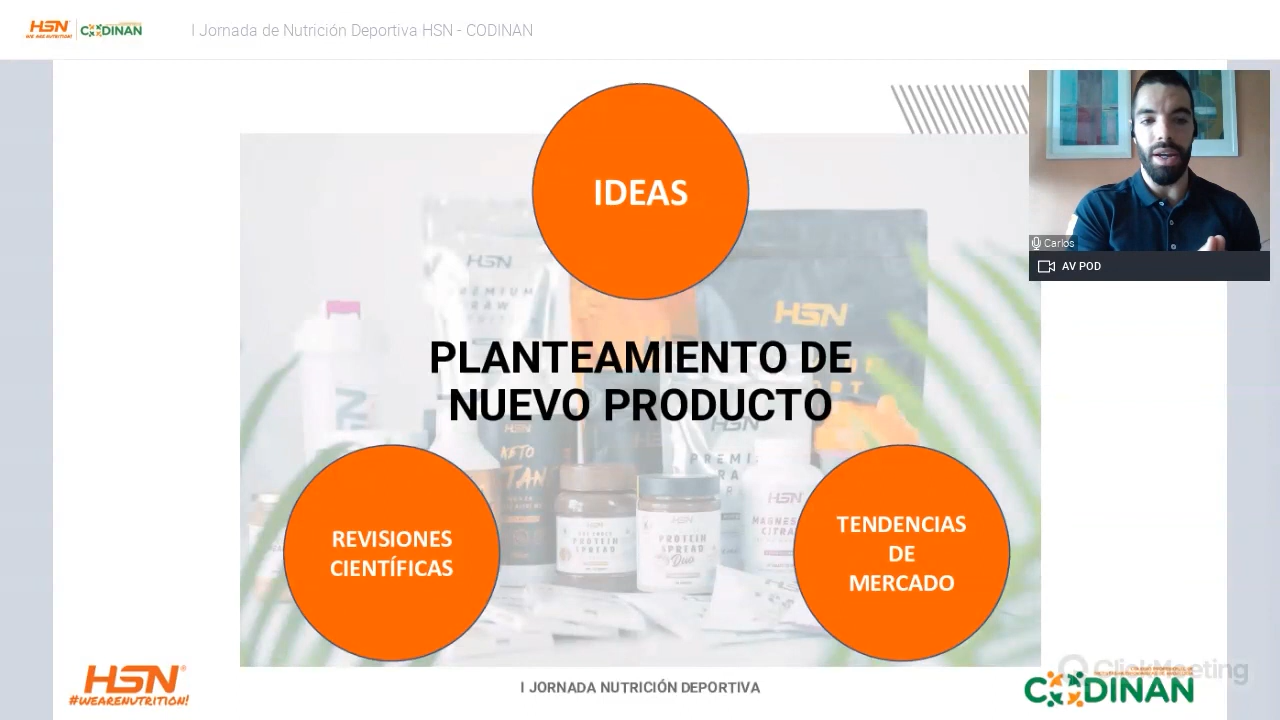 HSN
WE ARE NUTRITION!
CODINAN
I Jornada de Nutrición Deportiva HSN - CODINAN
IDEAS
Carlos
AV POD
HSN
PREMIUM
RAW
HSN
PLANTEAMIENTO DE
NUEVO PRODUCTO
HSN
KETO
HSN
PROTEIN
SPREAD
HSN
PROTEIN
SPREAD
Duo
HSN
HSN
REVISIONES
CIENTÍFICAS
TENDENCIAS
DE
MERCADO
HSN
#WEARENUTRITION!
I JORNADA NUTRICIÓN DEPORTIVA
ClickMeeting
CODINAN